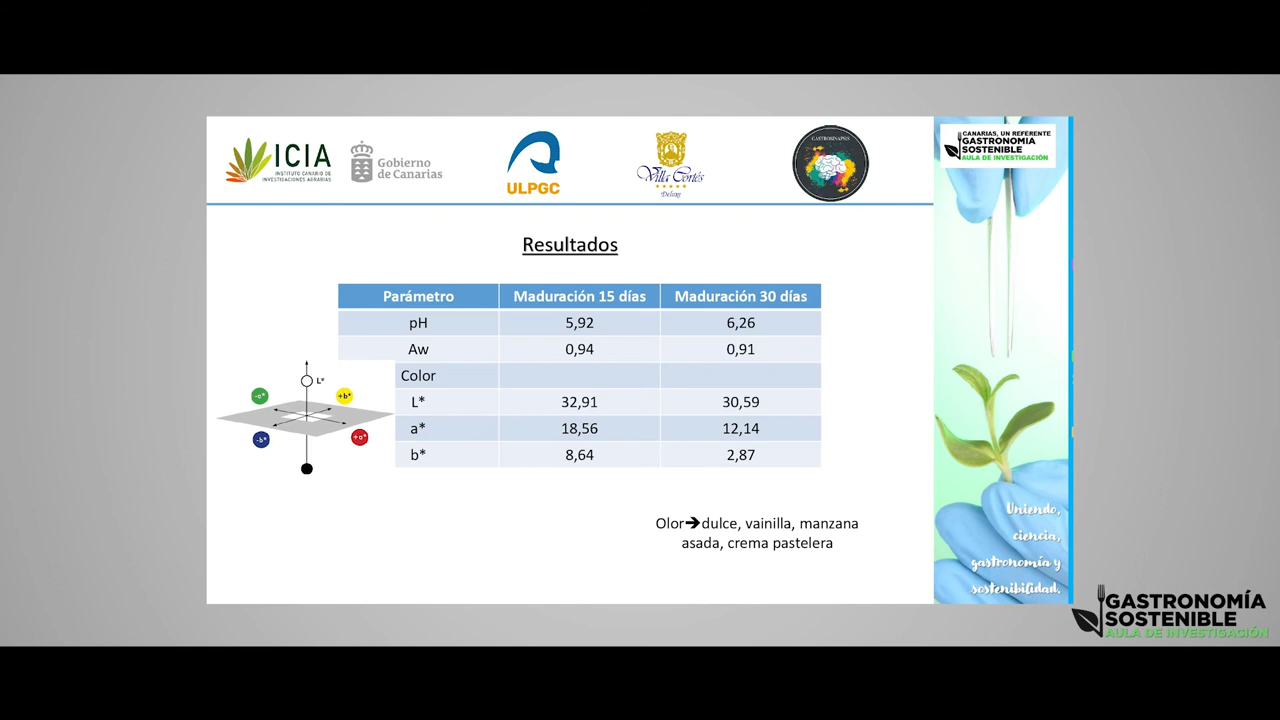 ICIA
INSTITUTO CANARIO DE
INVESTIGACIONES AGRARIAS
Gobierno
de Canarias
ULPGC
Villa Cortés
Deluxe
GASTROSINAPSIS
CANARIAS, UN REFERENTE
GASTRONOMÍA
SOSTENIBLE
AULA DE INVESTIGACIÓN
Resultados
Parámetro Maduración 15 días Maduración 30 días
pH 5,92 6,26
Aw 0,94 0,91
Color
L* 32,91 30,59
a* 18,56 12,14
b* 8,64 2,87
L*
-a* +b*
-b* +a*
Olor➔dulce, vainilla, manzana
asada, crema pastelera
Uniendo,
ciencia,
gastronomía y
sostenibilidad.
GASTRONOMÍA
SOSTENIBLE
AULA DE INVESTIGACIÓN